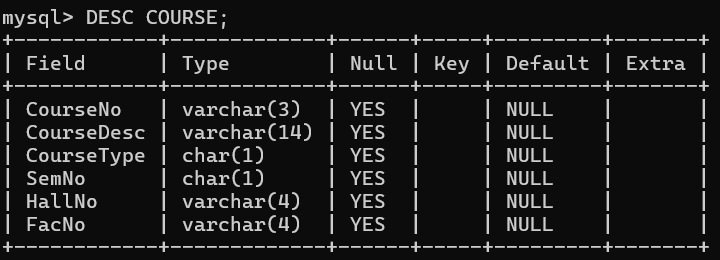 mysql> DESC COURSE;
+------------+-------------+------+-----+---------+-------+
| Field      | Type        | Null | Key | Default | Extra |
+------------+-------------+------+-----+---------+-------+
| CourseNo   | varchar(3)  | YES  |     | NULL    |       |
| CourseDesc | varchar(14) | YES  |     | NULL    |       |
| CourseType | char(1)     | YES  |     | NULL    |       |
| SemNo      | char(1)     | YES  |     | NULL    |       |
| HallNo     | varchar(4)  | YES  |     | NULL    |       |
| FacNo      | varchar(4)  | YES  |     | NULL    |       |
+------------+-------------+------+-----+---------+-------+